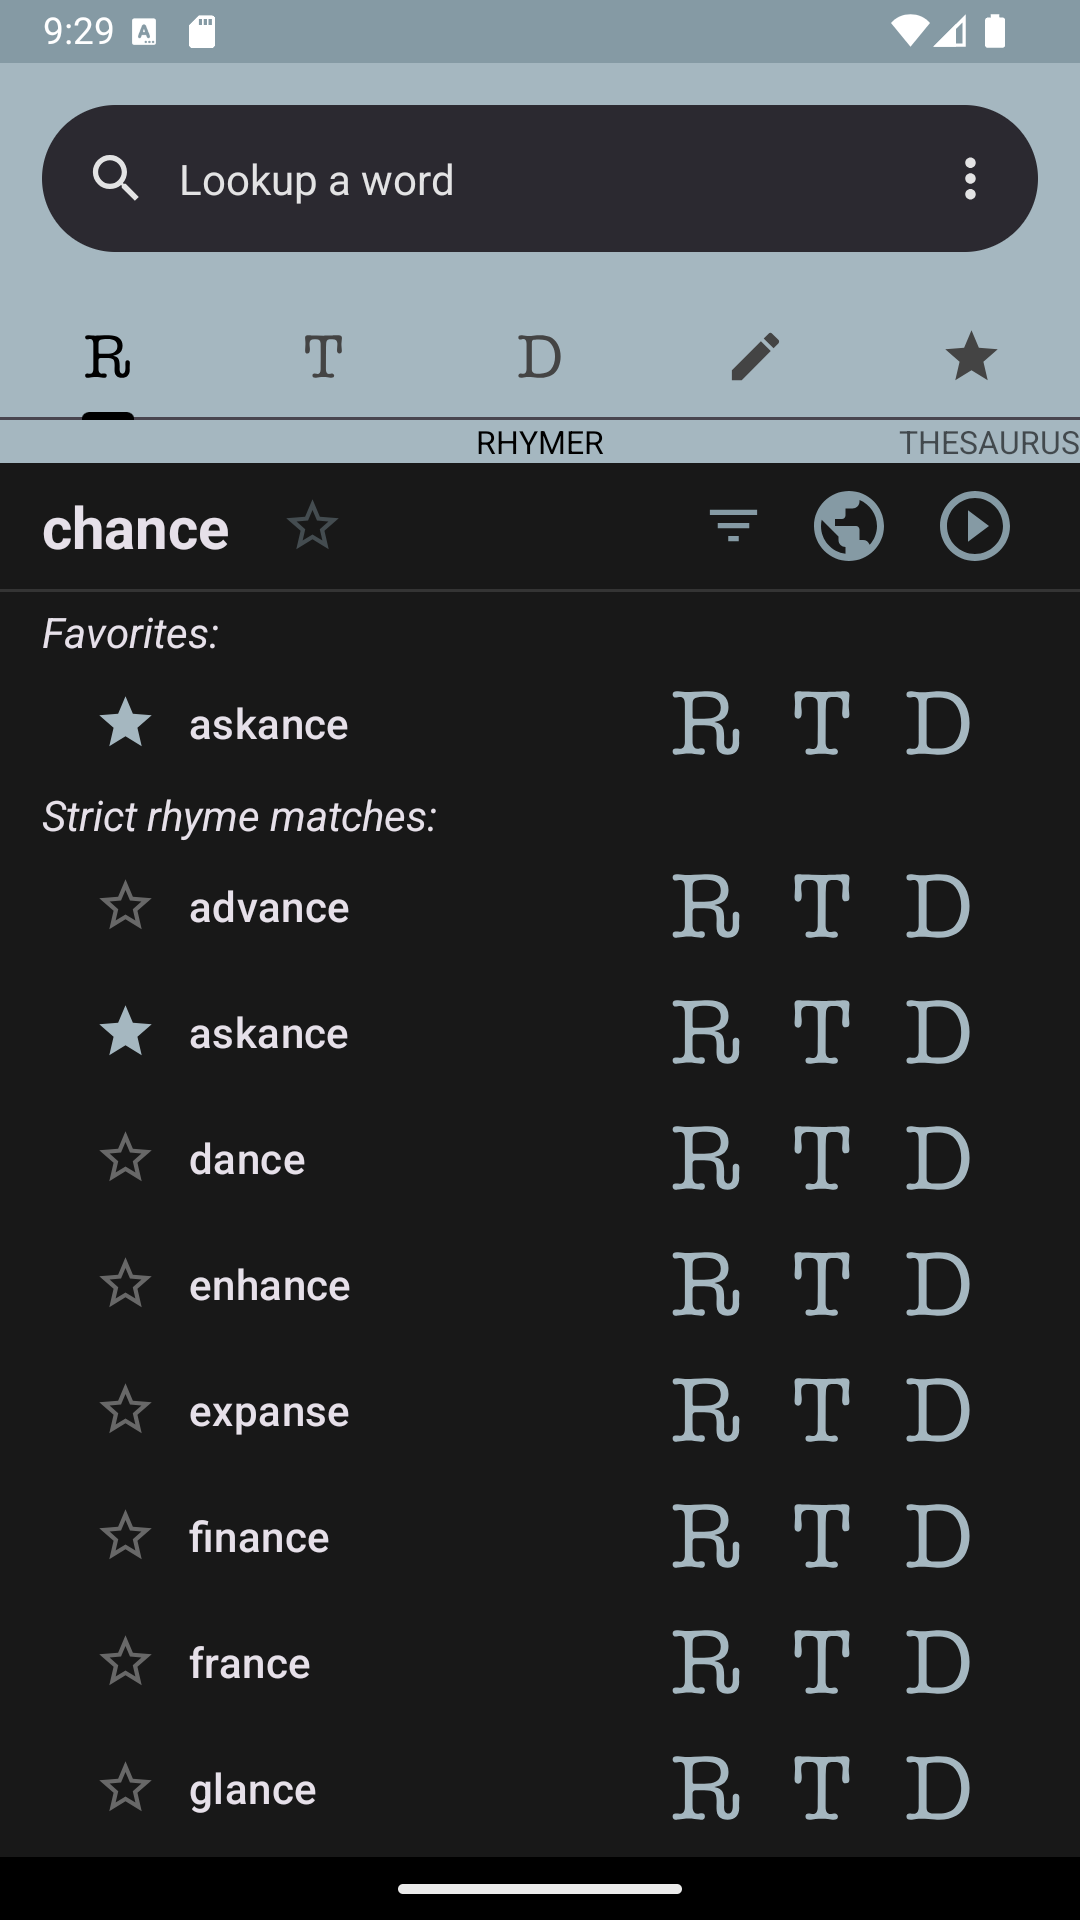 9:29
Lookup a word
R T D
RHYMER THESAURUS
chance
Favorites:
askance R T D
Strict rhyme matches:
advance R T D
askance R T D
dance R T D
enhance R T D
expanse R T D
finance R T D
france R T D
glance R T D